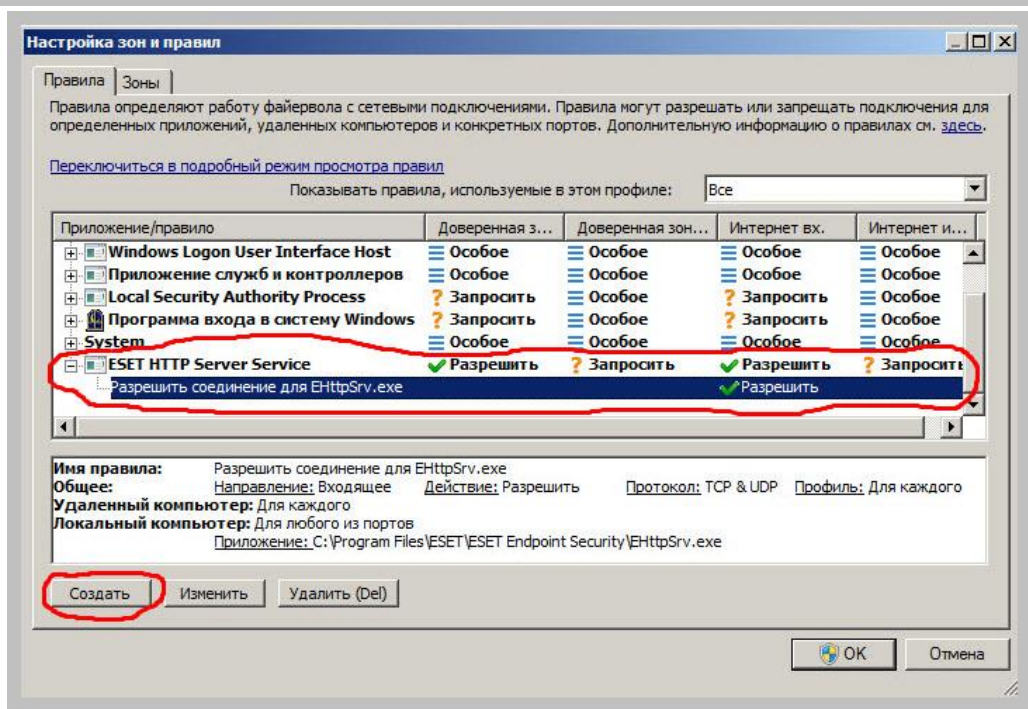 Настройка зон и правил
Правила
Зоны
Правила определяют работу файервола с сетевыми подключениями. Правила могут разрешать или запрещать подключения для
определенных приложений, удаленных компьютеров и конкретных портов. Дополнительную информацию о правилах см. здесь.
Переключиться в подробный режим просмотра правил
Показывать правила, используемые в этом профиле: Все
Приложение/правило Доверенная з... Доверенная зон... Интернет вх. Интернет и...
Windows Logon User Interface Host Особое Особое Особое Особое
Приложение служб и контроллеров Особое Особое Особое Особое
Local Security Authority Process Запросить Особое Запросить Особое
Программа входа в систему Windows Запросить Особое Запросить Особое
System Особое Особое Особое Особое
ESET HTTP Server Service Разрешить Запросить Разрешить Запросить
Разрешить соединение для EHttpSrv.exe Разрешить
Имя правила: Разрешить соединение для EHttpSrv.exe
Общее: Направление: Входящее Действие: Разрешить Протокол: TCP & UDP Профиль: Для каждого
Удаленный компьютер: Для каждого
Локальный компьютер: Для любого из портов
Приложение: C:\Program Files\ESET\ESET Endpoint Security\EHttpSrv.exe
Создать Изменить Удалить (Del)
OK Отмена